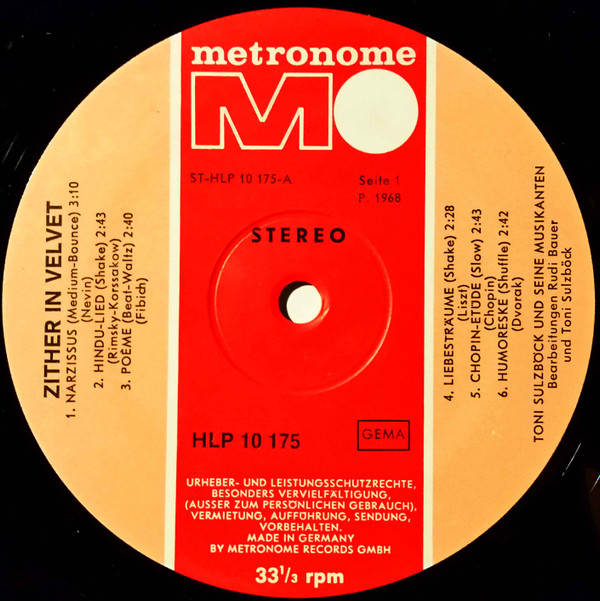 metronome
MO
ST-HLP 10 175-A
Seite 1
P. 1968
STEREO
ZITHER IN VELVET
1. NARZISSUS (Medium-Bounce) 3:10
(Nevin)
2. HINDU-LIED (Shake) 2:43
(Rimsky-Korssakow)
3. POÈME (Beat-Waltz) 2:40
(Fibich)
4. LIEBESTRÄUME (Shake) 2:28
(Liszt)
5. CHOPIN-ETUDE (Slow) 2:43
(Chopin)
6. HUMORESKE (Shuffle) 2:42
(Dvorak)
TONI SULZBÖCK UND SEINE MUSIKANTEN
Bearbeitungen Rudi Bauer
und Toni Sulzböck
HLP 10 175
GEMA
URHEBER- UND LEISTUNGSSCHUTZRECHTE,
BESONDERS VERVIELFÄLTIGUNG,
(AUSSER ZUM PERSÖNLICHEN GEBRAUCH),
VERMIETUNG, AUFFÜHRUNG, SENDUNG,
VORBEHALTEN.
MADE IN GERMANY
BY METRONOME RECORDS GMBH
33 1/3 rpm